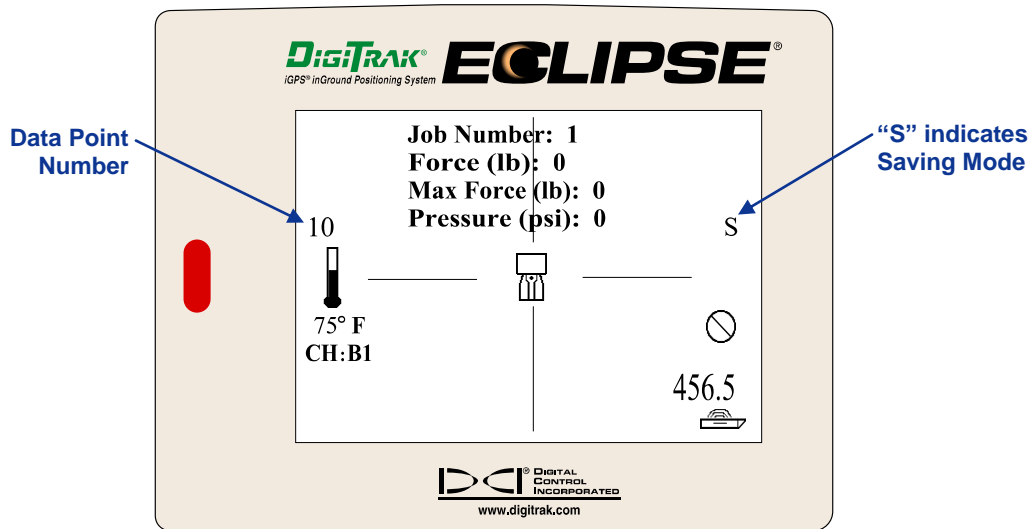 DIGITRAK®
iGPS® inGround Positioning System
ECLIPSE®
Data Point
Number
"S" indicates
Saving Mode
Job Number: 1
Force (lb): 0
Max Force (lb): 0
Pressure (psi): 0
10
S
75° F
CH:B1
456.5
DCI® DIGITAL
CONTROL
INCORPORATED
www.digitrak.com